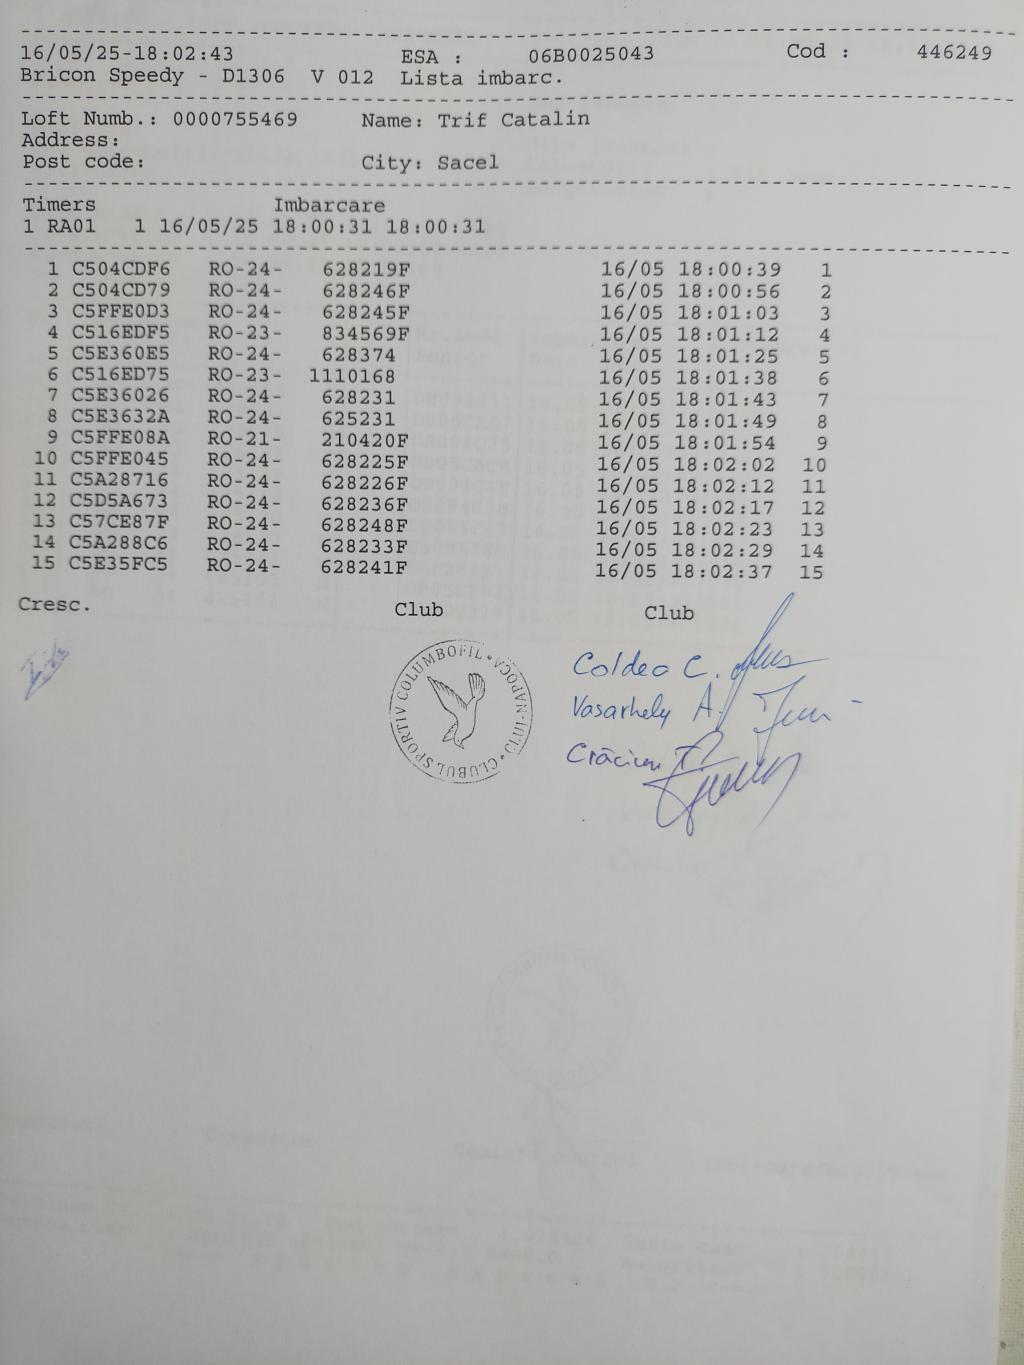 16/05/25-18:02:43 ESA : 06B0025043 Cod : 446249
Bricon Speedy - D1306 V 012 Lista imbarc.
Loft Numb.: 0000755469 Name: Trif Catalin
Address:
Post code: City: Sacel
Timers Imbarcare
1 RA01 1 16/05/25 18:00:31 18:00:31
1 C504CDF6 RO-24- 628219F 16/05 18:00:39 1
2 C504CD79 RO-24- 628246F 16/05 18:00:56 2
3 C5FFE0D3 RO-24- 628245F 16/05 18:01:03 3
4 C516EDF5 RO-23- 834569F 16/05 18:01:12 4
5 C5E360E5 RO-24- 628374 16/05 18:01:25 5
6 C516ED75 RO-23- 1110168 16/05 18:01:38 6
7 C5E36026 RO-24- 628231 16/05 18:01:43 7
8 C5E3632A RO-24- 625231 16/05 18:01:49 8
9 C5FFE08A RO-21- 210420F 16/05 18:01:54 9
10 C5FFE045 RO-24- 628225F 16/05 18:02:02 10
11 C5A28716 RO-24- 628226F 16/05 18:02:12 11
12 C5D5A673 RO-24- 628236F 16/05 18:02:17 12
13 C57CE87F RO-24- 628248F 16/05 18:02:23 13
14 C5A288C6 RO-24- 628233F 16/05 18:02:29 14
15 C5E35FC5 RO-24- 628241F 16/05 18:02:37 15
Cresc. Club Club
CLUBUL SPORTIV COLUMBOFIL • CLUJ-NAPOCA •
Coldea C.
Vasarhely A.
Crăciun